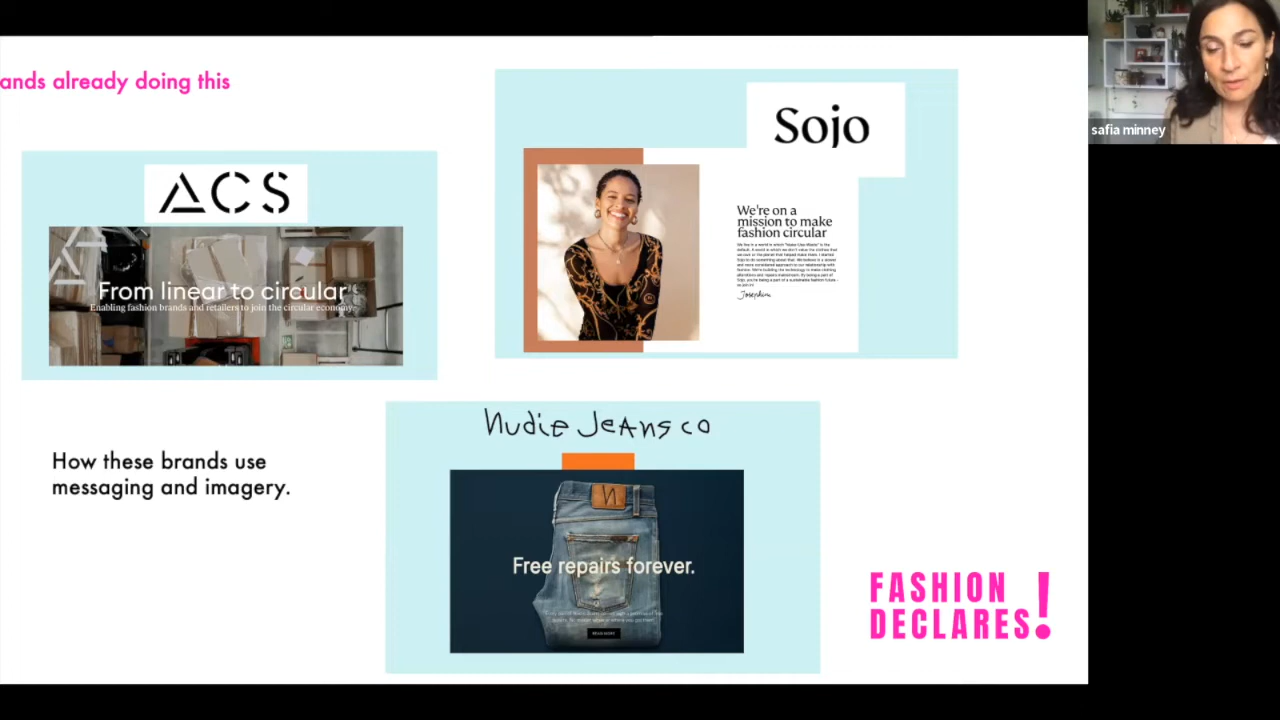 ands already doing this
safia minney
Sojo
ACS
We're on a
mission to make
fashion circular
Josephine
From linear to circular
Enabling fashion brands and retailers to join the circular economy
nudie Jeans co
How these brands use
messaging and imagery.
Free repairs forever.
READ MORE
FASHION
DECLARES!